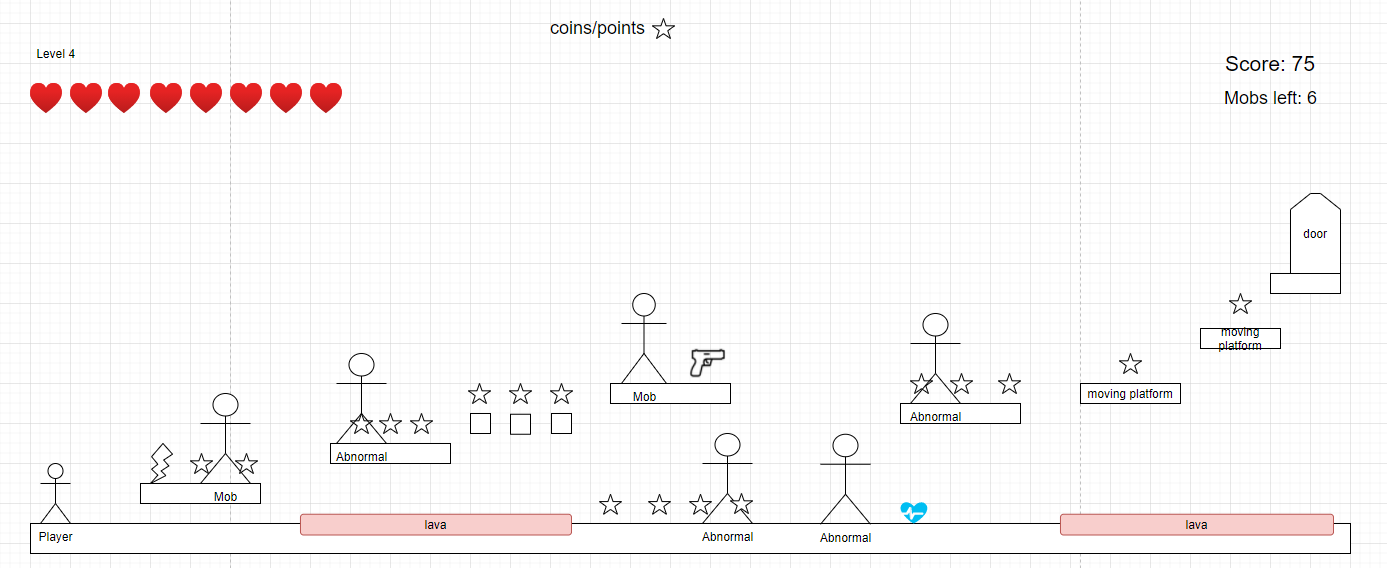 coins/points
Level 4
Score: 75
Mobs left: 6
door
moving
platform
moving platform
Mob
Abnormal
Abnormal
Mob
lava
lava
Player
Abnormal
Abnormal